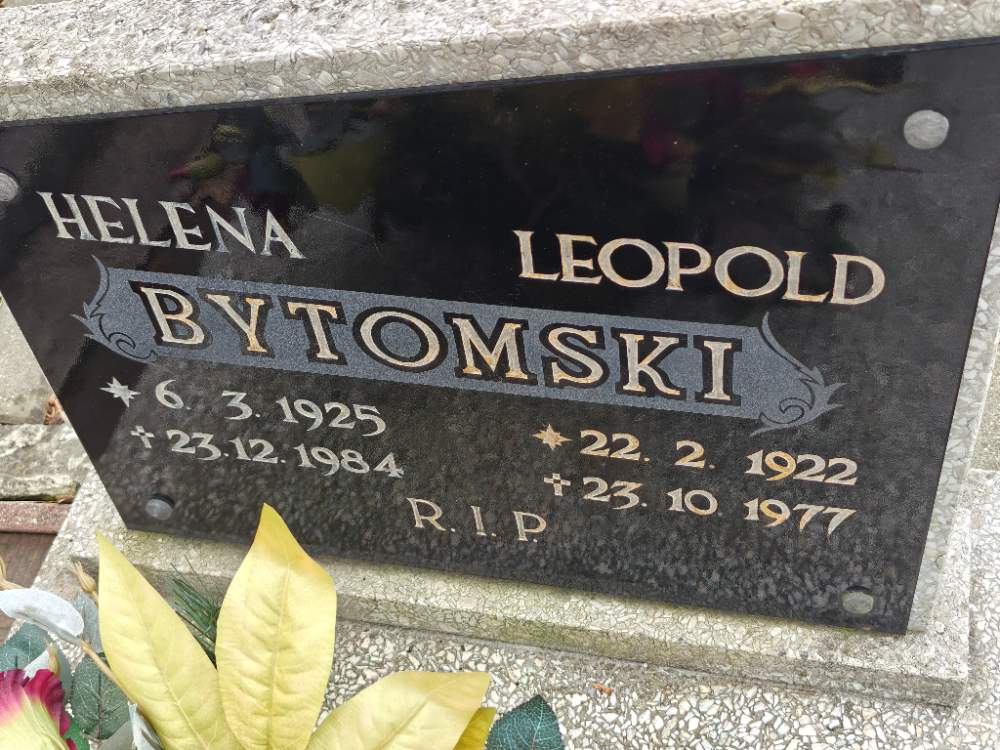 HELENA
LEOPOLD
BYTOMSKI
* 6. 3. 1925
† 23.12.1984
* 22. 2. 1922
† 23. 10. 1977
R.I.P.